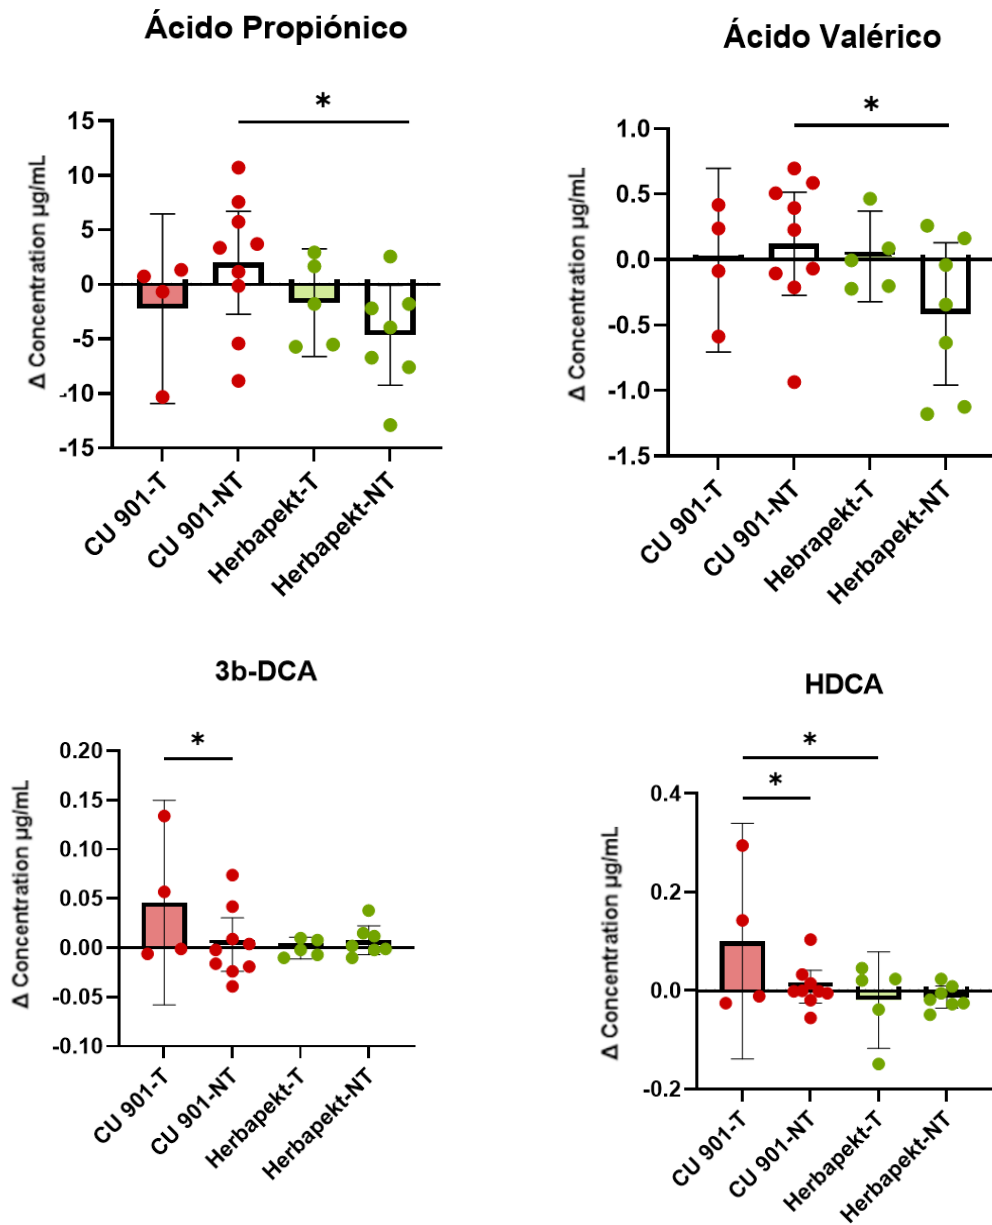 Ácido Propiónico
*
Δ Concentration µg/mL
15
10
5
0
-5
-10
-15
CU 901-T
CU 901-NT
Herbapekt-T
Herbapekt-NT
Ácido Valérico
*
Δ Concentration µg/mL
1.0
0.5
0.0
-0.5
-1.0
-1.5
CU 901-T
CU 901-NT
Hebrapekt-T
Herbapekt-NT
3b-DCA
*
Δ Concentration µg/mL
0.20
0.15
0.10
0.05
0.00
-0.05
-0.10
CU 901-T
CU 901-NT
Herbapekt-T
Herbapekt-NT
HDCA
*
*
Δ Concentration µg/mL
0.4
0.2
0.0
-0.2
CU 901-T
CU 901-NT
Herbapekt-T
Herbapekt-NT